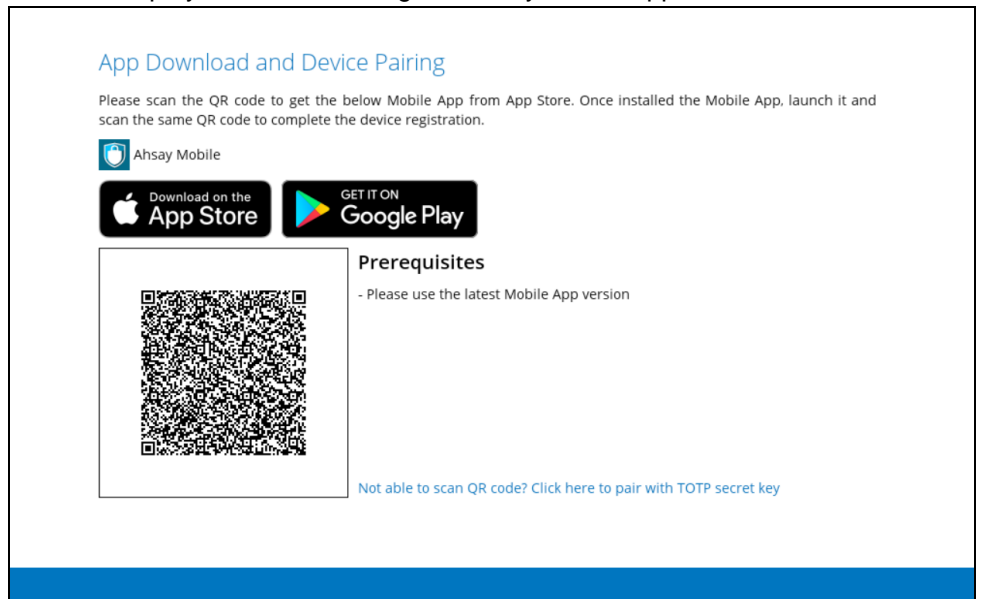 App Download and Device Pairing
Please scan the QR code to get the below Mobile App from App Store. Once installed the Mobile App, launch it and
scan the same QR code to complete the device registration.
Ahsay Mobile
Download on the
App Store
GET IT ON
Google Play
Prerequisites
- Please use the latest Mobile App version
Not able to scan QR code? Click here to pair with TOTP secret key